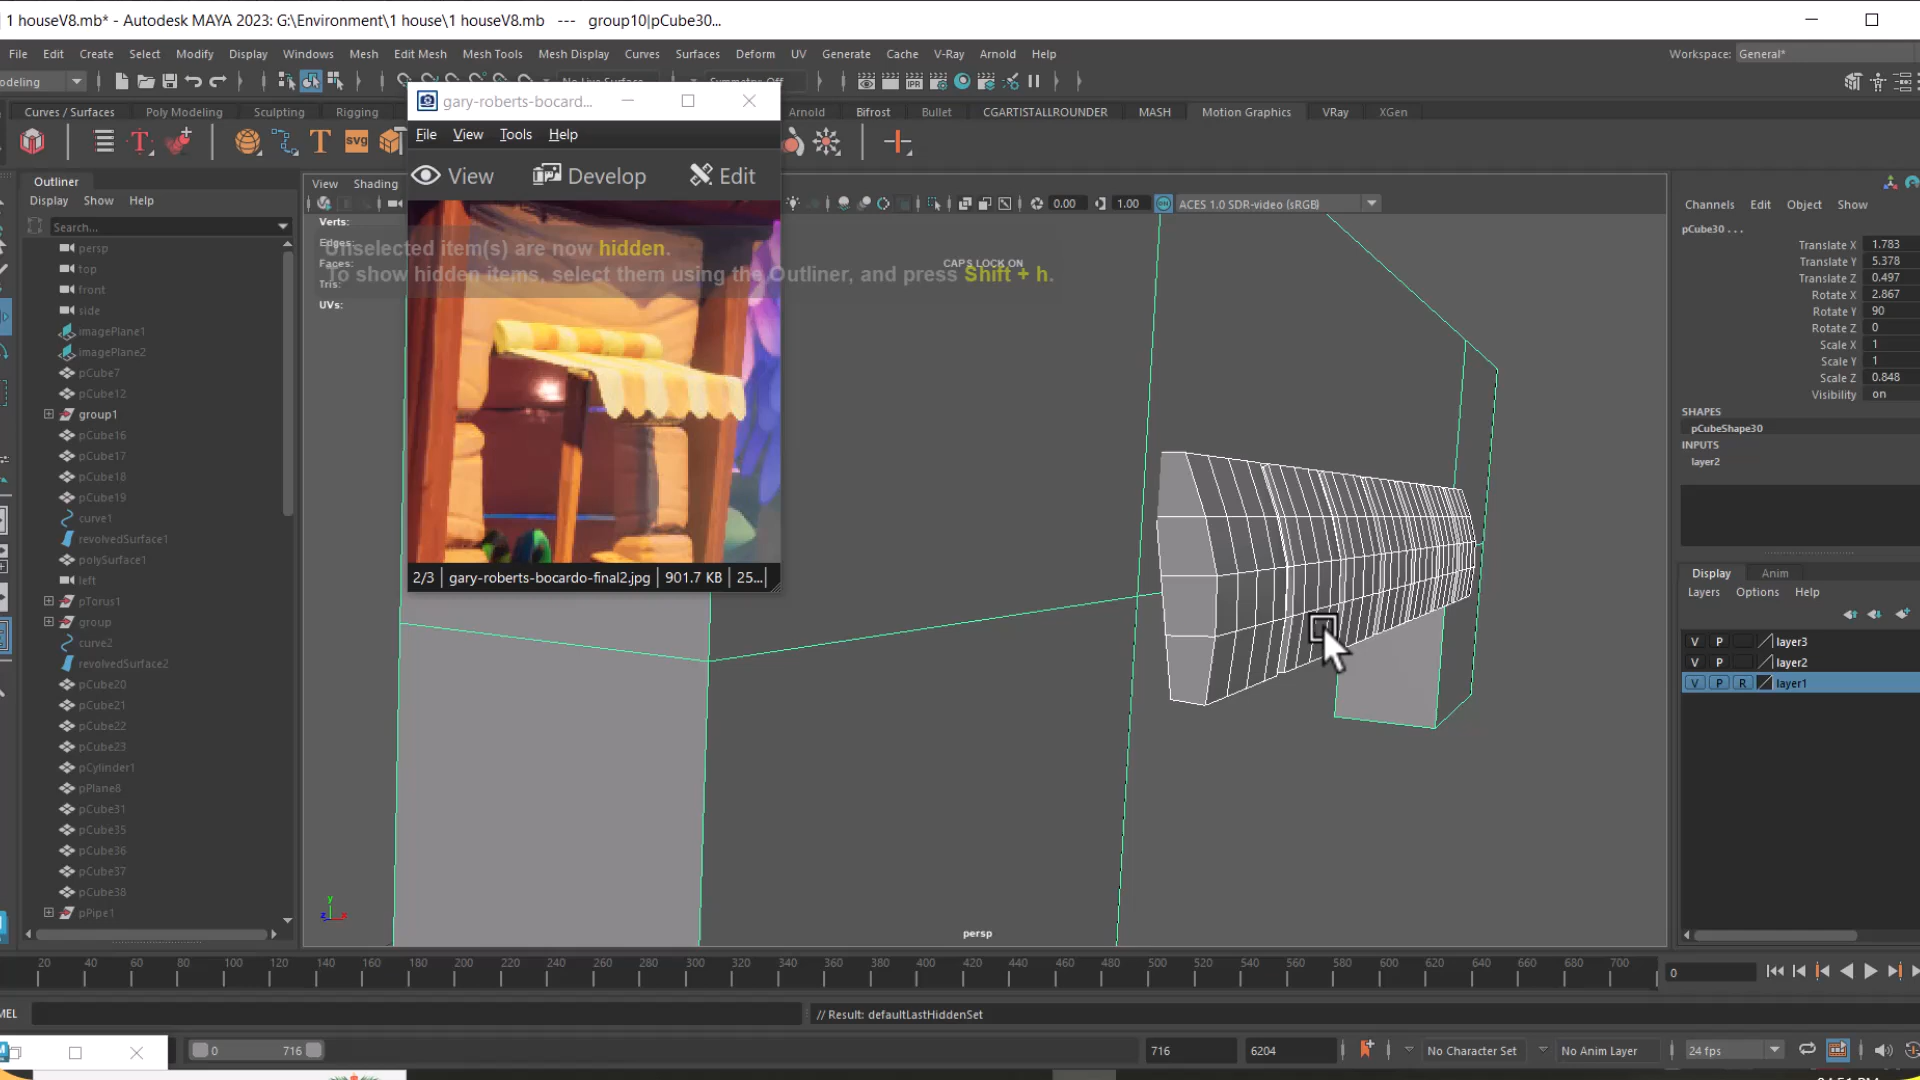 1 houseV8.mb* - Autodesk MAYA 2023: G:\Environment\1 house\1 houseV8.mb   ---   group10|pCube30...
File Edit Create Select Modify Display Windows Mesh Edit Mesh Mesh Tools Mesh Display Curves Surfaces Deform UV Generate Cache V-Ray Arnold Help
Workspace: General*
odeling
Curves / Surfaces Poly Modeling Sculpting Rigging
Arnold Bifrost Bullet CGARTISTALLROUNDER MASH Motion Graphics VRay XGen
gary-roberts-bocard...
File View Tools Help
View Develop Edit
Outliner
Display Show Help
Search...
persp
top
front
side
imagePlane1
imagePlane2
pCube7
pCube12
group1
pCube16
pCube17
pCube18
pCube19
curve1
revolvedSurface1
polySurface1
left
pTorus1
group
curve2
revolvedSurface2
pCube20
pCube21
pCube22
pCube23
pCylinder1
pPlane8
pCube31
pCube35
pCube36
pCube37
pCube38
pPipe1
View Shading
0.00 1.00 ACES 1.0 SDR-video (sRGB)
Verts:
Edges:
Faces:
Tris:
UVs:
Unselected item(s) are now hidden.
To show hidden items, select them using the Outliner, and press Shift + h.
CAPS LOCK ON
2/3 gary-roberts-bocardo-final2.jpg 901.7 KB 25...
y
z x
persp
Channels Edit Object Show
pCube30 . . .
Translate X 1.783
Translate Y 5.378
Translate Z 0.497
Rotate X 2.867
Rotate Y 90
Rotate Z 0
Scale X 1
Scale Y 1
Scale Z 0.848
Visibility on
SHAPES
pCubeShape30
INPUTS
layer2
Display Anim
Layers Options Help
V P layer3
V P layer2
V P R layer1
20 40 60 80 100 120 140 160 180 200 220 240 260 280 300 320 340 360 380 400 420 440 460 480 500 520 540 560 580 600 620 640 660 680 700
0
MEL
// Result: defaultLastHiddenSet
0 716
716 6204 No Character Set No Anim Layer 24 fps